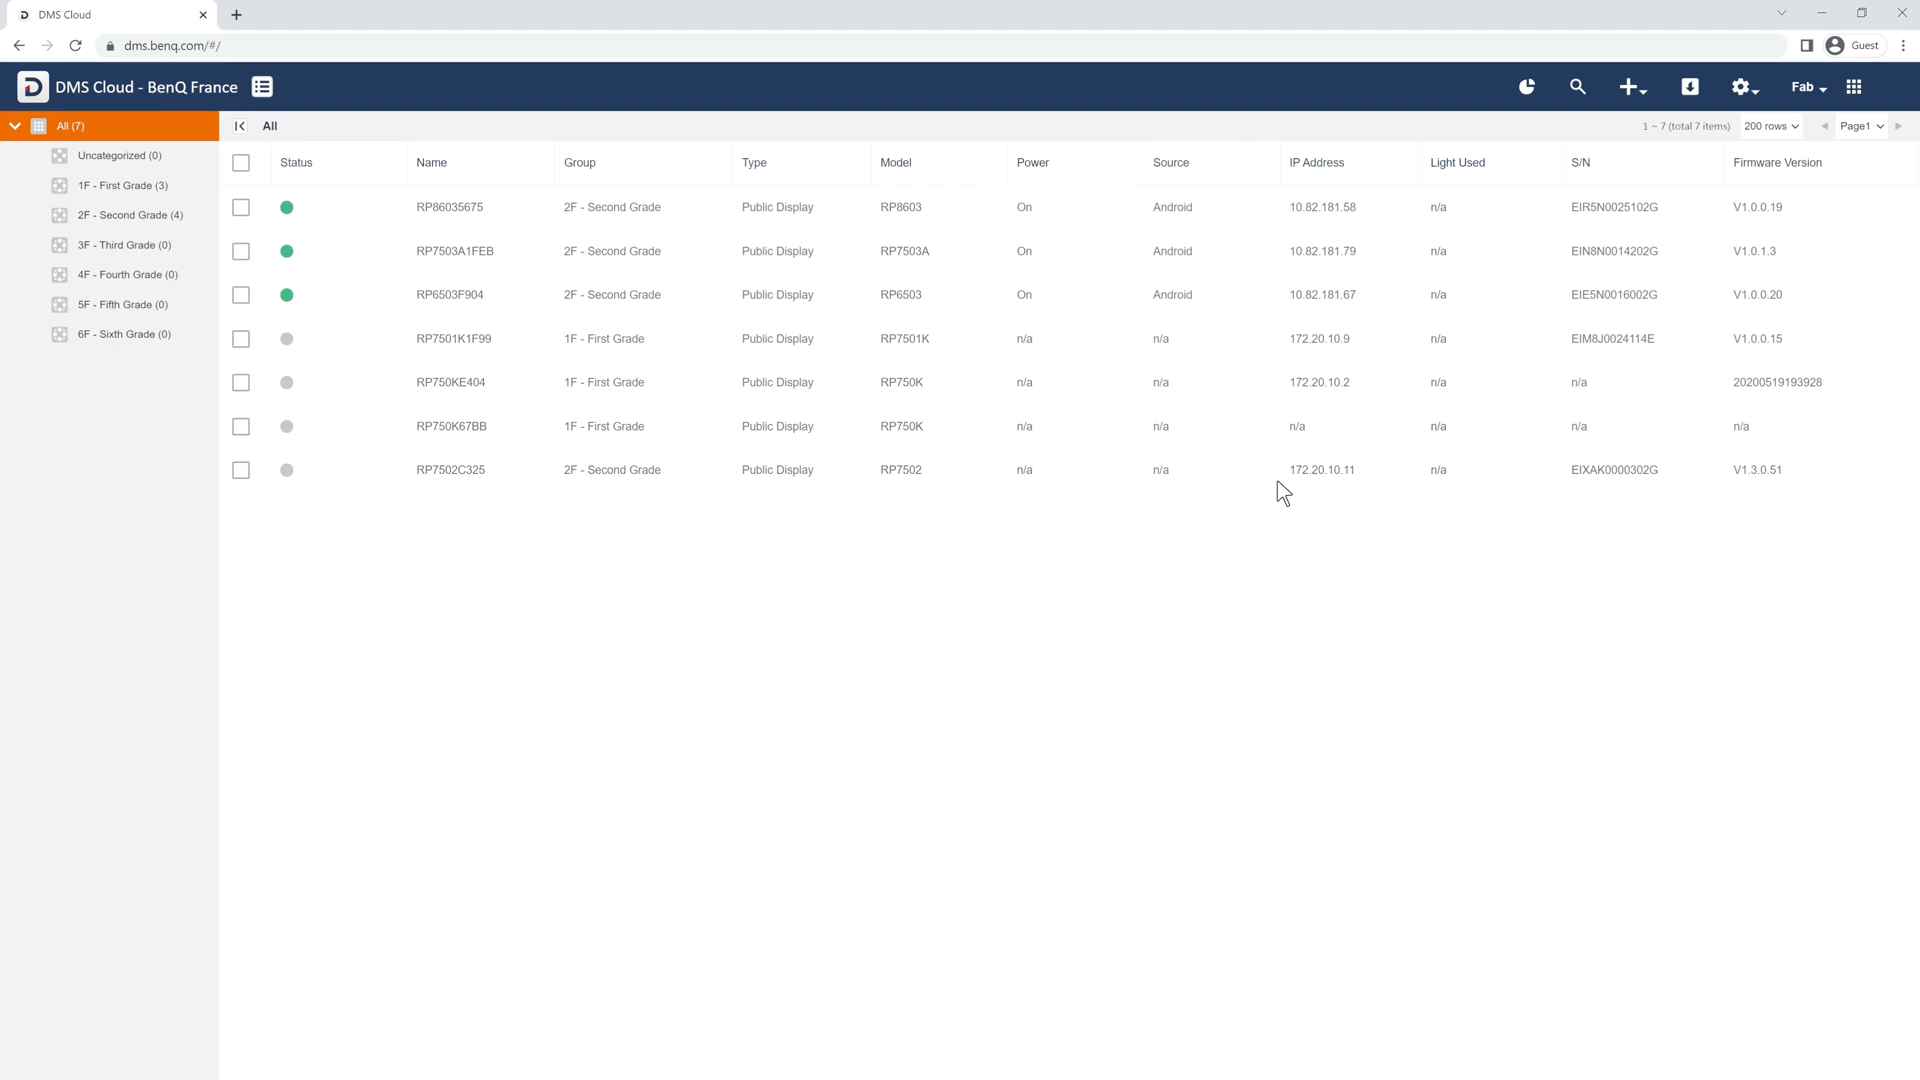 DMS Cloud
dms.benq.com/#/
Guest
DMS Cloud - BenQ France
Fab
All (7)
Uncategorized (0)
1F - First Grade (3)
2F - Second Grade (4)
3F - Third Grade (0)
4F - Fourth Grade (0)
5F - Fifth Grade (0)
6F - Sixth Grade (0)
All 1 ~ 7 (total 7 items) 200 rows Page1
Status Name Group Type Model Power Source IP Address Light Used S/N Firmware Version
RP86035675 2F - Second Grade Public Display RP8603 On Android 10.82.181.58 n/a EIR5N0025102G V1.0.0.19
RP7503A1FEB 2F - Second Grade Public Display RP7503A On Android 10.82.181.79 n/a EIN8N0014202G V1.0.1.3
RP6503F904 2F - Second Grade Public Display RP6503 On Android 10.82.181.67 n/a EIE5N0016002G V1.0.0.20
RP7501K1F99 1F - First Grade Public Display RP7501K n/a n/a 172.20.10.9 n/a EIM8J0024114E V1.0.0.15
RP750KE404 1F - First Grade Public Display RP750K n/a n/a 172.20.10.2 n/a n/a 20200519193928
RP750K67BB 1F - First Grade Public Display RP750K n/a n/a n/a n/a n/a n/a
RP7502C325 2F - Second Grade Public Display RP7502 n/a n/a 172.20.10.11 n/a EIXAK0000302G V1.3.0.51